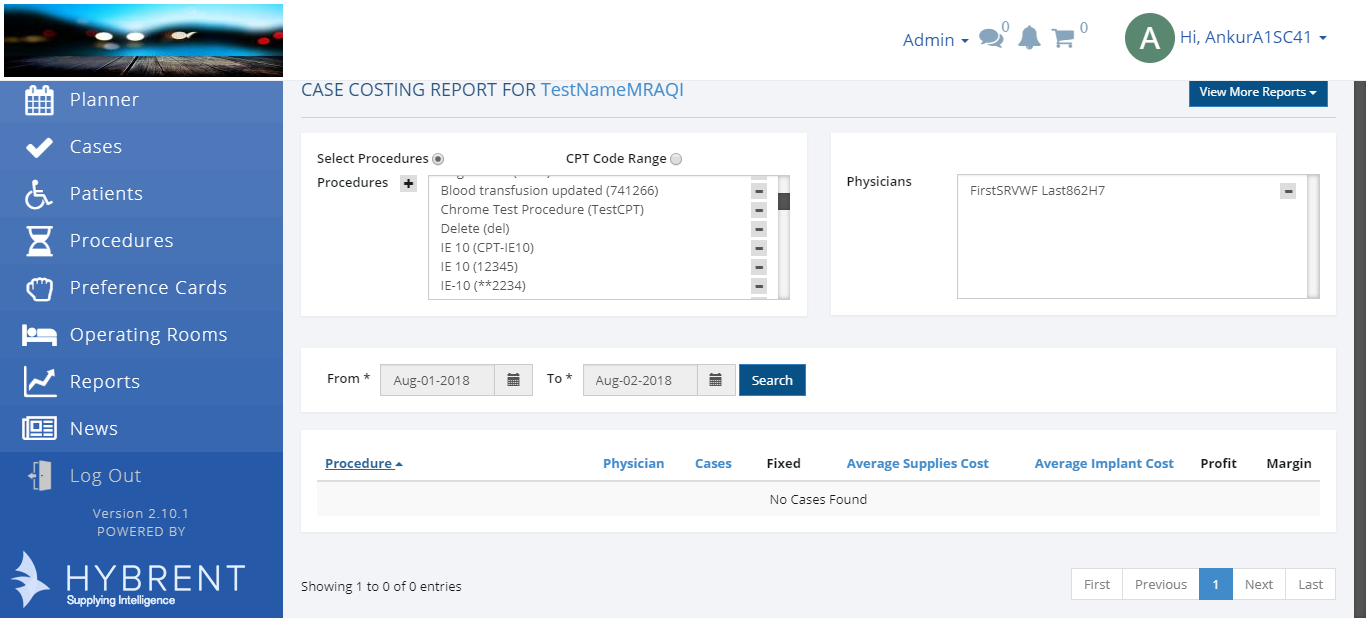 Admin
0
0
A
Hi, AnkurA1SC41
Planner
Cases
Patients
Procedures
Preference Cards
Operating Rooms
Reports
News
Log Out
Version 2.10.1
POWERED BY
HYBRENT
Supplying Intelligence
CASE COSTING REPORT FOR TestNameMRAQI
View More Reports
Select Procedures
CPT Code Range
Procedures
Blood transfusion updated (741266)
Chrome Test Procedure (TestCPT)
Delete (del)
IE 10 (CPT-IE10)
IE 10 (12345)
IE-10 (**2234)
Physicians
FirstSRVWF Last862H7
From * Aug-01-2018 To * Aug-02-2018 Search
Procedure Physician Cases Fixed Average Supplies Cost Average Implant Cost Profit Margin
No Cases Found
Showing 1 to 0 of 0 entries
First Previous 1 Next Last